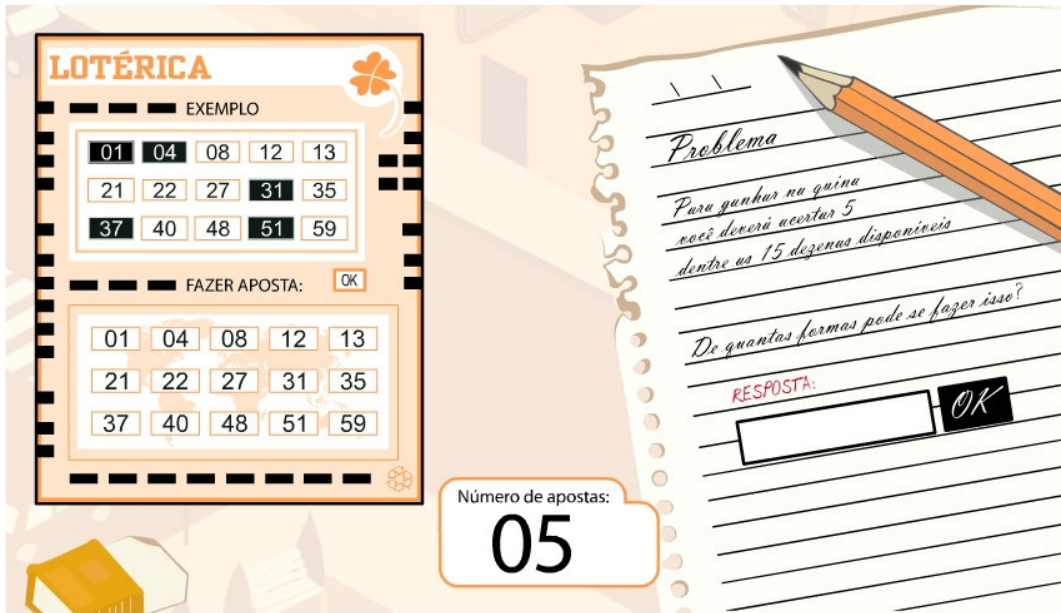 LOTÉRICA
EXEMPLO
01 04 08 12 13
21 22 27 31 35
37 40 48 51 59
FAZER APOSTA: OK
01 04 08 12 13
21 22 27 31 35
37 40 48 51 59
Número de apostas:
05
Problema
Para ganhar na quina
você deverá acertar 5
dentre as 15 dezenas disponíveis
De quantas formas pode se fazer isso?
RESPOSTA:
OK